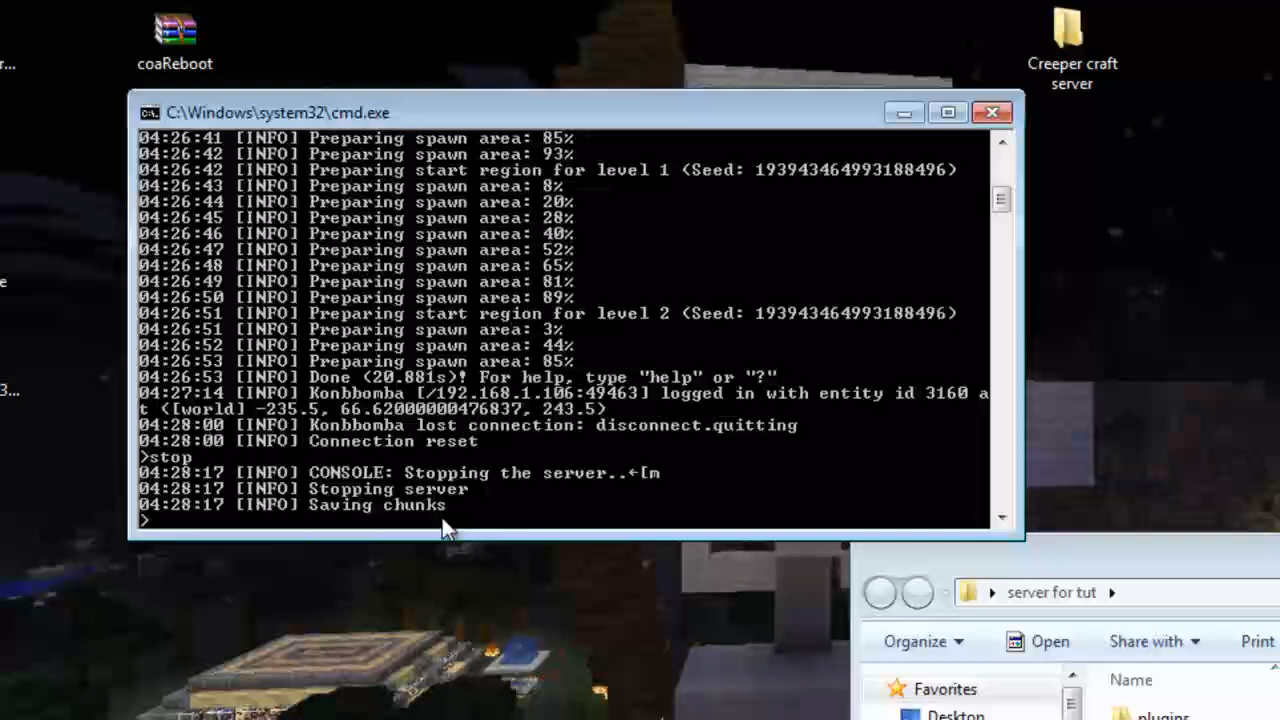 r...
coaReboot
Creeper craft
server
C:\Windows\system32\cmd.exe
04:26:41 [INFO] Preparing spawn area: 85%
04:26:42 [INFO] Preparing spawn area: 93%
04:26:42 [INFO] Preparing start region for level 1 (Seed: 193943464993188496)
04:26:43 [INFO] Preparing spawn area: 8%
04:26:44 [INFO] Preparing spawn area: 20%
04:26:45 [INFO] Preparing spawn area: 28%
04:26:46 [INFO] Preparing spawn area: 40%
04:26:47 [INFO] Preparing spawn area: 52%
04:26:48 [INFO] Preparing spawn area: 65%
04:26:49 [INFO] Preparing spawn area: 81%
04:26:50 [INFO] Preparing spawn area: 89%
04:26:51 [INFO] Preparing start region for level 2 (Seed: 193943464993188496)
04:26:51 [INFO] Preparing spawn area: 3%
04:26:52 [INFO] Preparing spawn area: 44%
04:26:53 [INFO] Preparing spawn area: 85%
04:26:53 [INFO] Done (20.881s)! For help, type "help" or "?"
04:27:14 [INFO] Konbbomba [/192.168.1.106:49463] logged in with entity id 3160 a
t ([world] -235.5, 66.62000000476837, 243.5)
04:28:00 [INFO] Konbbomba lost connection: disconnect.quitting
04:28:00 [INFO] Connection reset
>stop
04:28:17 [INFO] CONSOLE: Stopping the server..←[m
04:28:17 [INFO] Stopping server
04:28:17 [INFO] Saving chunks
>
e
3...
server for tut
Organize
Open
Share with
Print
Favorites
Name
Desktop
plugins